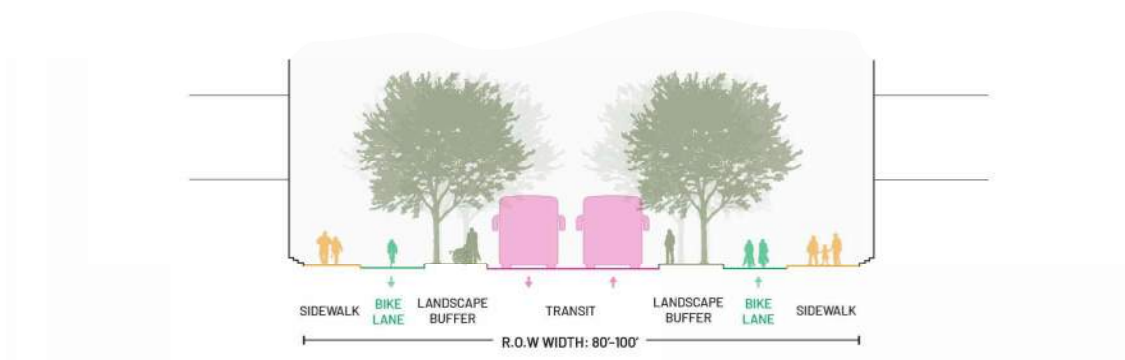 SIDEWALK
BIKE
LANE
LANDSCAPE
BUFFER
TRANSIT
LANDSCAPE
BUFFER
BIKE
LANE
SIDEWALK
R.O.W WIDTH: 80'-100'